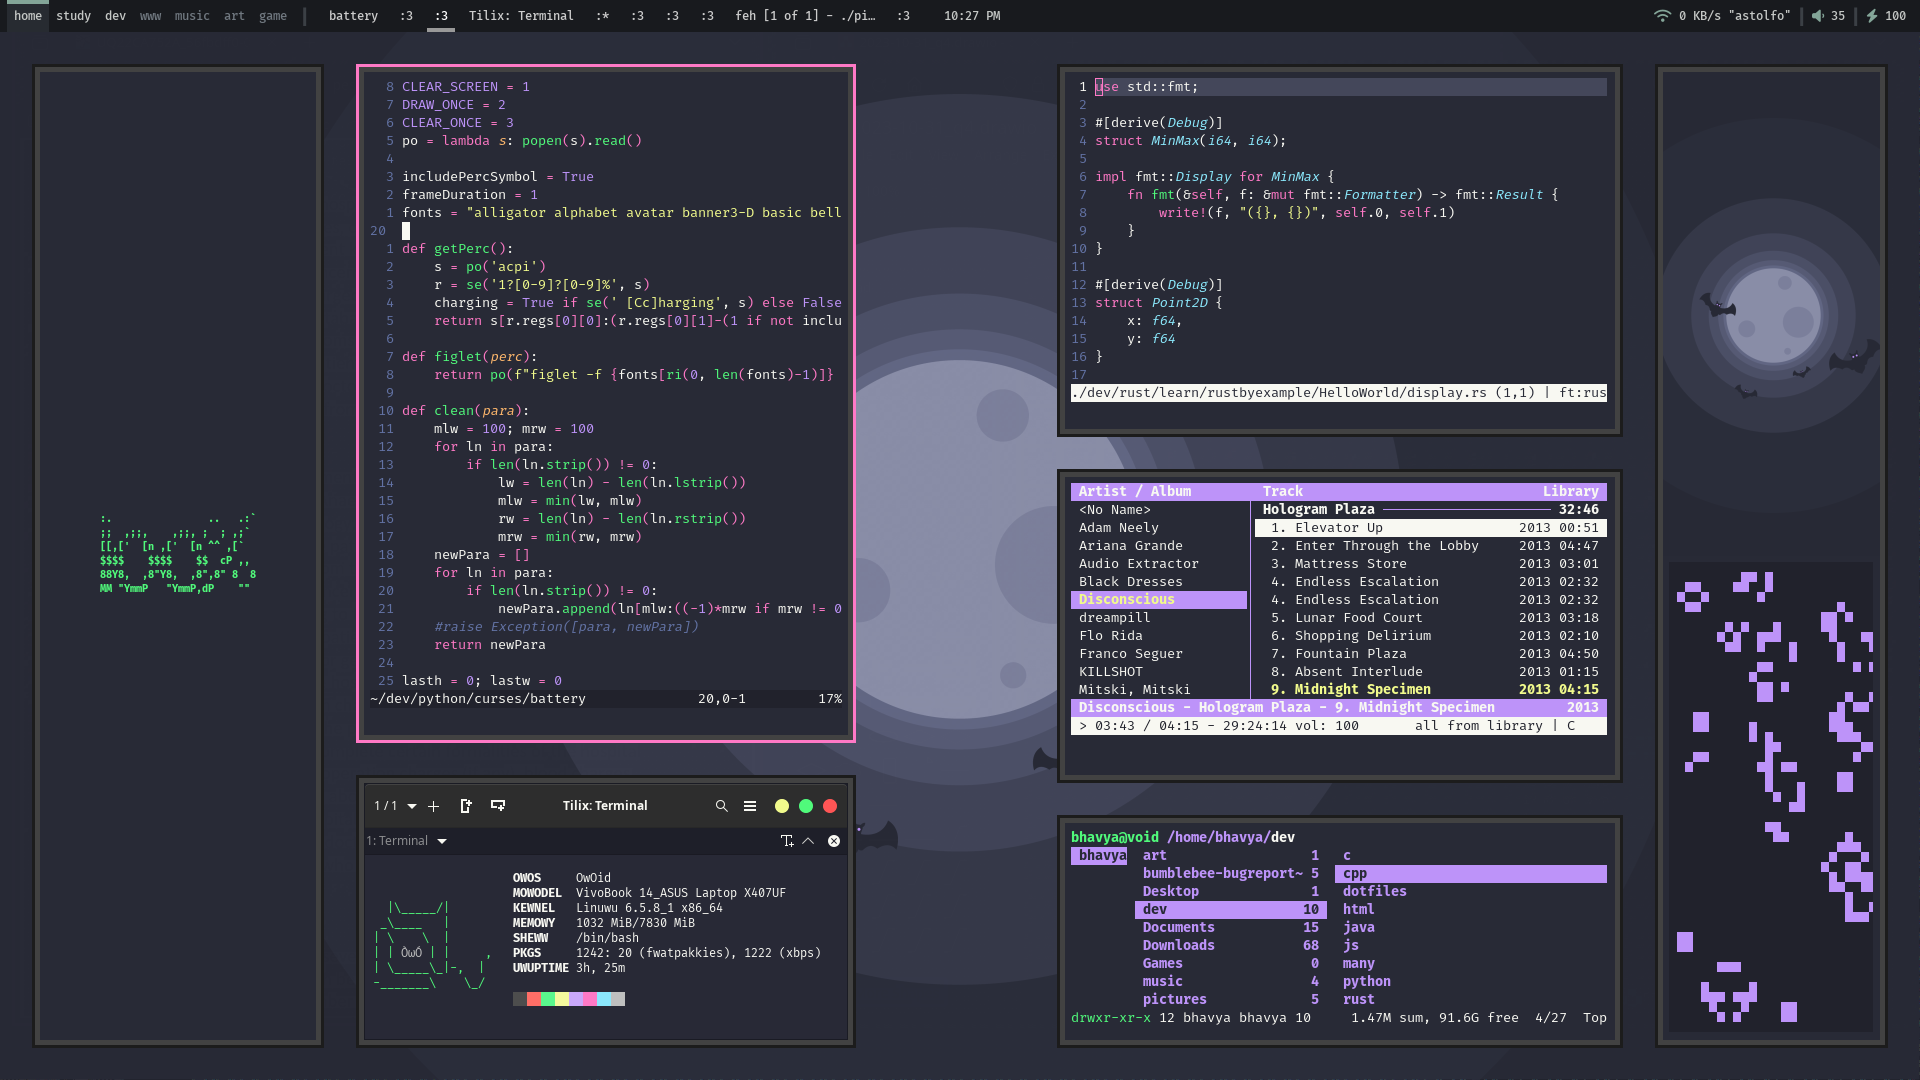 home study dev www music art game | battery :3 :3 Tilix: Terminal :* :3 :3 :3 feh [1 of 1] - ./pi… :3 10:27 PM 0 KB/s "astolfo" | 35 | 100
8 CLEAR_SCREEN = 1
7 DRAW_ONCE = 2
6 CLEAR_ONCE = 3
5 po = lambda s: popen(s).read()
4
3 includePercSymbol = True
2 frameDuration = 1
1 fonts = "alligator alphabet avatar banner3-D basic bell
20
1 def getPerc():
2     s = po('acpi')
3     r = se('1?[0-9]?[0-9]%', s)
4     charging = True if se(' [Cc]harging', s) else False
5     return s[r.regs[0][0]:(r.regs[0][1]-(1 if not inclu
6
7 def figlet(perc):
8     return po(f"figlet -f {fonts[ri(0, len(fonts)-1)]}
9
10 def clean(para):
11     mlw = 100; mrw = 100
12     for ln in para:
13         if len(ln.strip()) != 0:
14             lw = len(ln) - len(ln.lstrip())
15             mlw = min(lw, mlw)
16             rw = len(ln) - len(ln.rstrip())
17             mrw = min(rw, mrw)
18     newPara = []
19     for ln in para:
20         if len(ln.strip()) != 0:
21             newPara.append(ln[mlw:((-1)*mrw if mrw != 0
22     #raise Exception([para, newPara])
23     return newPara
24
25 lasth = 0; lastw = 0
~/dev/python/curses/battery 20,0-1 17%
1 / 1 Tilix: Terminal
1: Terminal
OWOS OwOid
MOWODEL VivoBook 14_ASUS Laptop X407UF
KEWNEL Linuwu 6.5.8_1 x86_64
MEMOWY 1032 MiB/7830 MiB
SHEWW /bin/bash
PKGS 1242: 20 (fwatpakkies), 1222 (xbps)
UWUPTIME 3h, 25m
ÔωÔ
1 use std::fmt;
2
3 #[derive(Debug)]
4 struct MinMax(i64, i64);
5
6 impl fmt::Display for MinMax {
7     fn fmt(&self, f: &mut fmt::Formatter) -> fmt::Result {
8         write!(f, "({}, {})", self.0, self.1)
9     }
10 }
11
12 #[derive(Debug)]
13 struct Point2D {
14     x: f64,
15     y: f64
16 }
17
./dev/rust/learn/rustbyexample/HelloWorld/display.rs (1,1) | ft:rus
Artist / Album Track Library
<No Name> Hologram Plaza 32:46
Adam Neely 1. Elevator Up 2013 00:51
Ariana Grande 2. Enter Through the Lobby 2013 04:47
Audio Extractor 3. Mattress Store 2013 03:01
Black Dresses 4. Endless Escalation 2013 02:32
Disconscious 4. Endless Escalation 2013 02:32
dreampill 5. Lunar Food Court 2013 03:18
Flo Rida 6. Shopping Delirium 2013 02:10
Franco Seguer 7. Fountain Plaza 2013 04:50
KILLSHOT 8. Absent Interlude 2013 01:15
Mitski, Mitski 9. Midnight Specimen 2013 04:15
Disconscious - Hologram Plaza - 9. Midnight Specimen 2013
> 03:43 / 04:15 - 29:24:14 vol: 100 all from library | C
bhavya@void /home/bhavya/dev
bhavya art 1 c
bumblebee-bugreport~ 5 cpp
Desktop 1 dotfiles
dev 10 html
Documents 15 java
Downloads 68 js
Games 0 many
music 4 python
pictures 5 rust
drwxr-xr-x 12 bhavya bhavya 10 1.47M sum, 91.6G free 4/27 Top